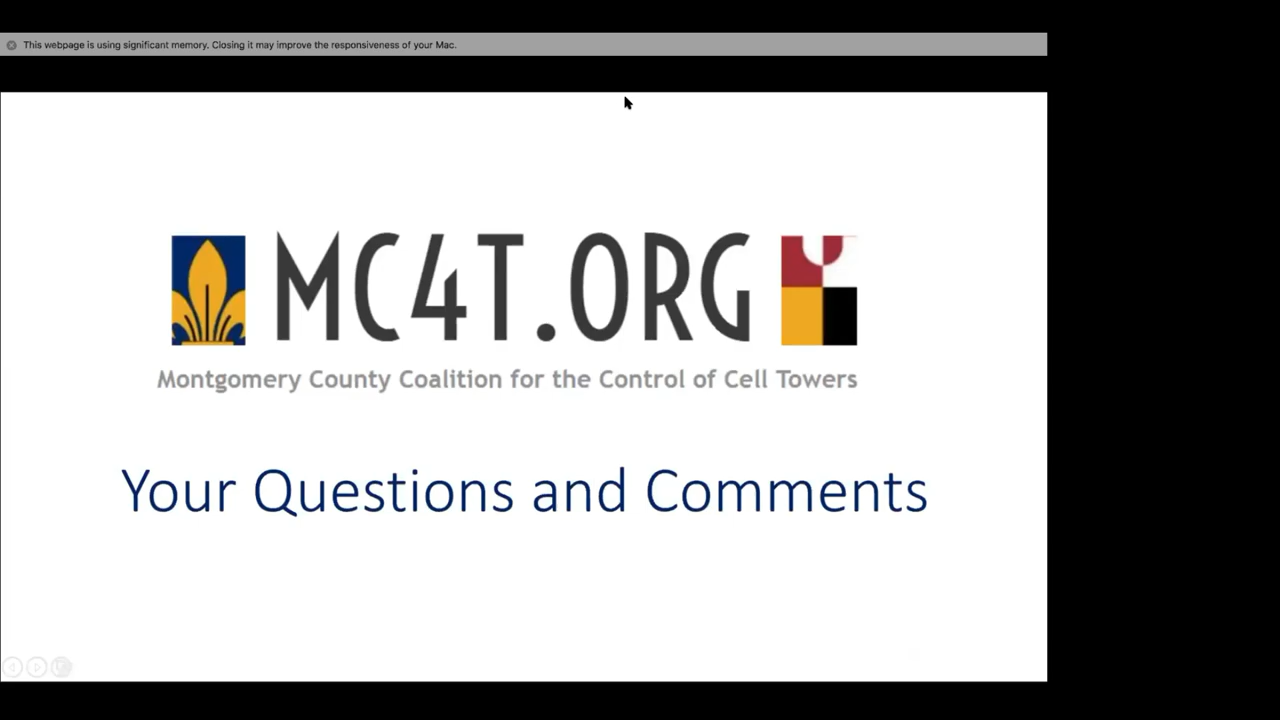 This webpage is using significant memory. Closing it may improve the responsiveness of your Mac.
MC4T.ORG
Montgomery County Coalition for the Control of Cell Towers
Your Questions and Comments